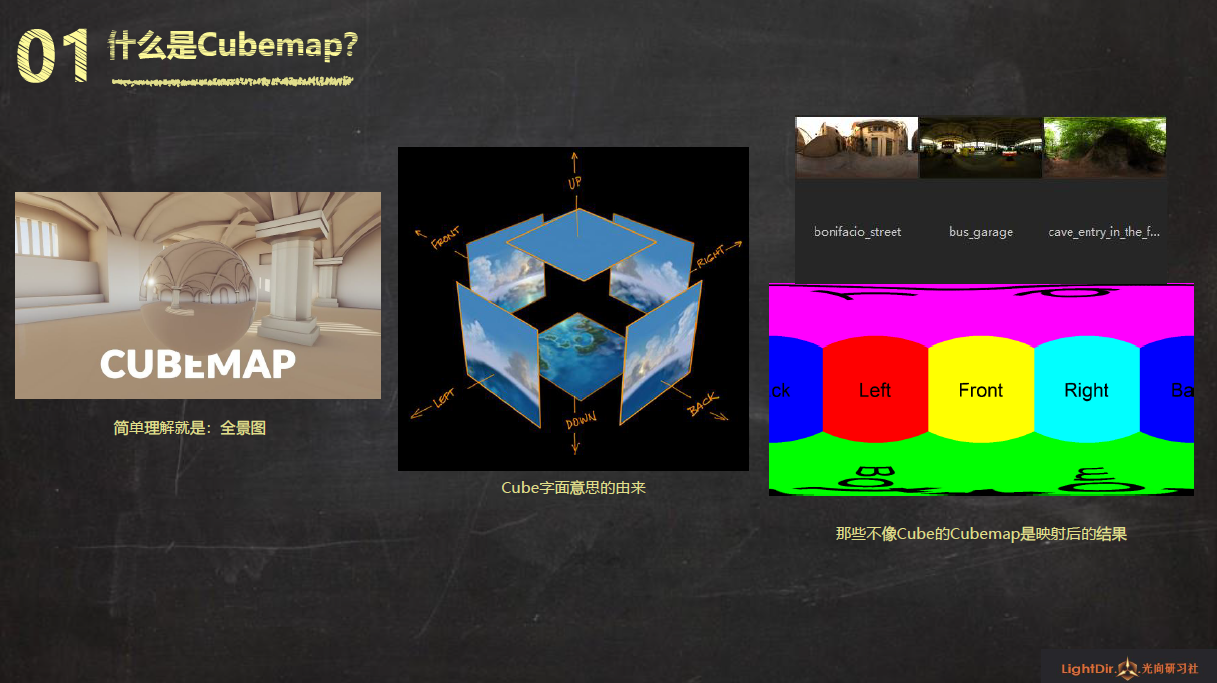 01 什么是Cubemap?
CUBEMAP
简单理解就是：全景图
UP
FRONT
RIGHT
LEFT
DOWN
BACK
Cube字面意思的由来
bonifacio_street
bus_garage
cave_entry_in_the_f...
ck
Left
Front
Right
Ba
那些不像Cube的Cubemap是映射后的结果
LightDir.光向研习社